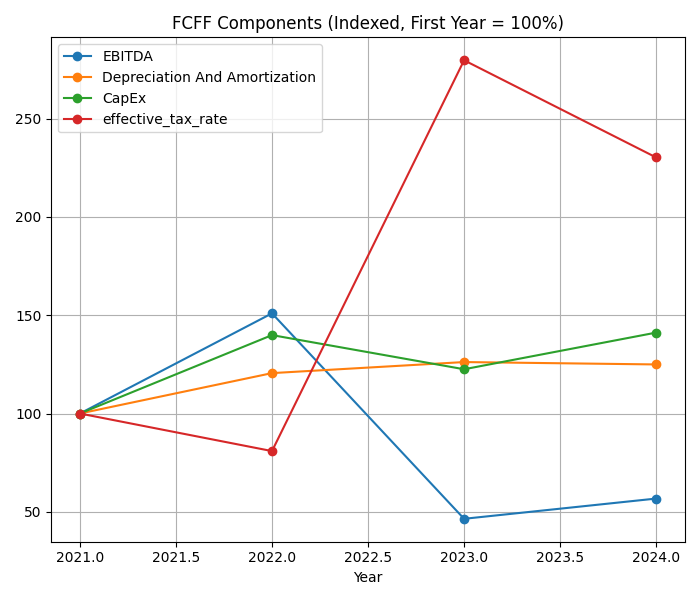 FCFF Components (Indexed, First Year = 100%)
EBITDA
Depreciation And Amortization
CapEx
effective_tax_rate
250
200
150
100
50
2021.0 2021.5 2022.0 2022.5 2023.0 2023.5 2024.0
Year